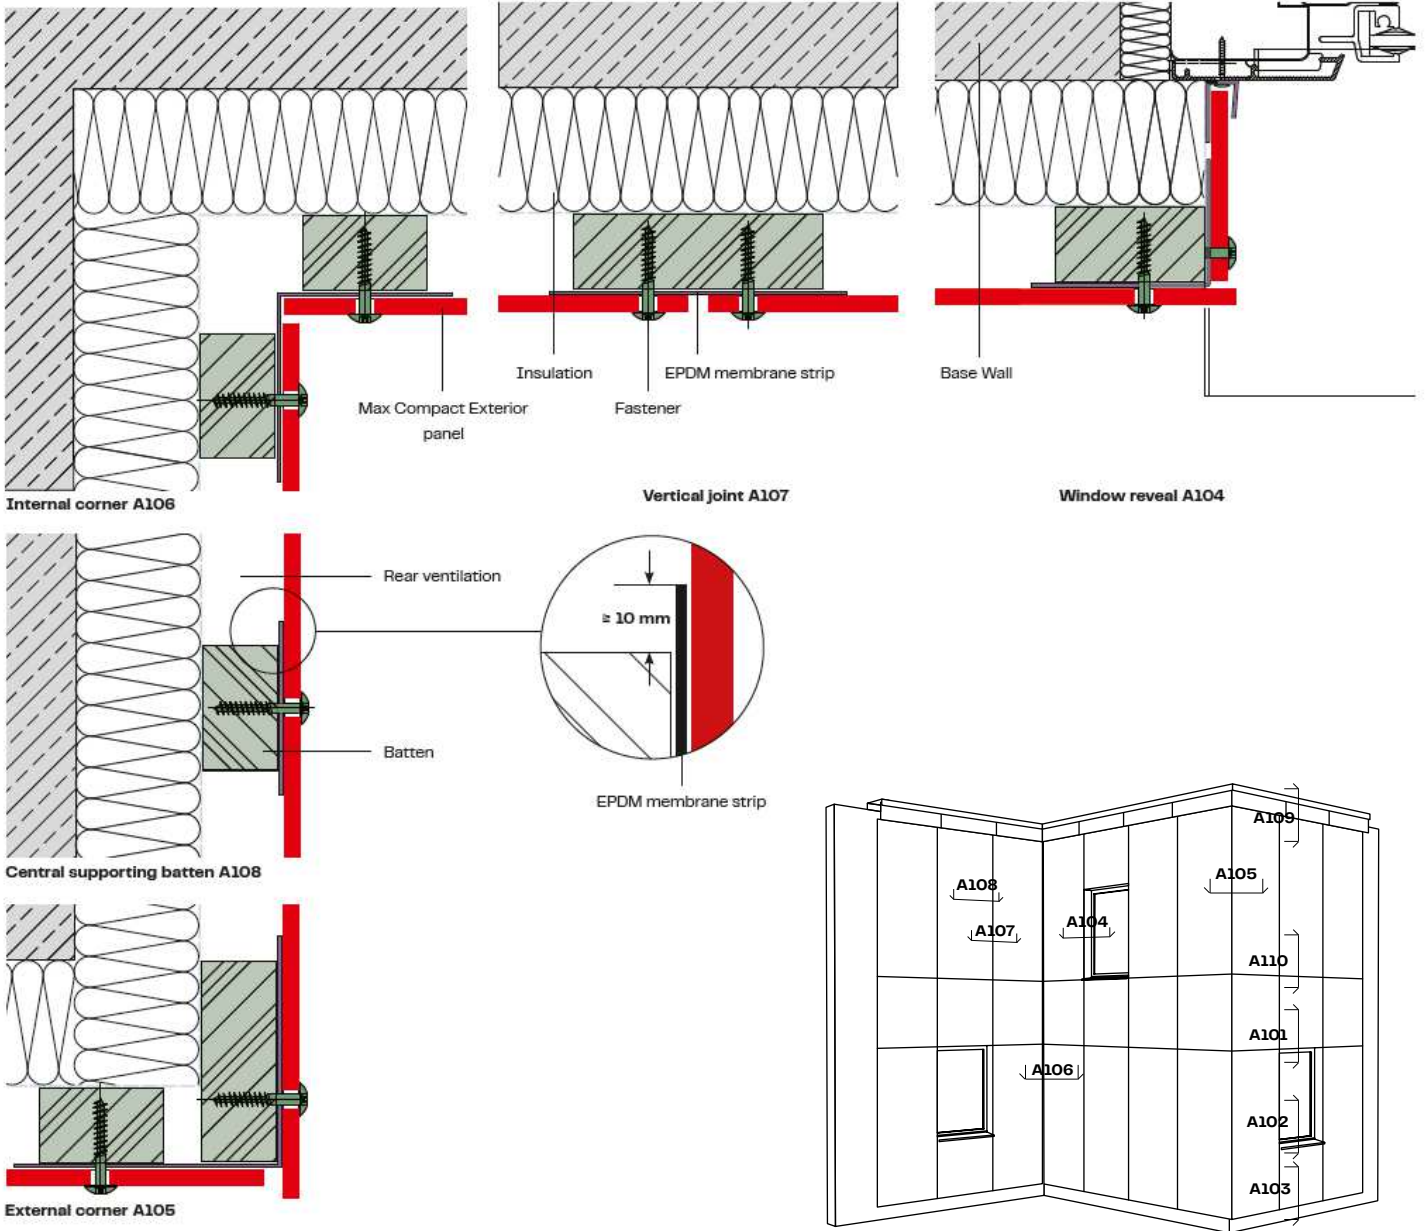 Insulation
EPDM membrane strip
Base Wall
Max Compact Exterior
panel
Fastener
Internal corner A106
Vertical joint A107
Window reveal A104
Rear ventilation
≥ 10 mm
Batten
EPDM membrane strip
Central supporting batten A108
External corner A105
A109
A108
A105
A107
A104
A110
A101
A106
A102
A103